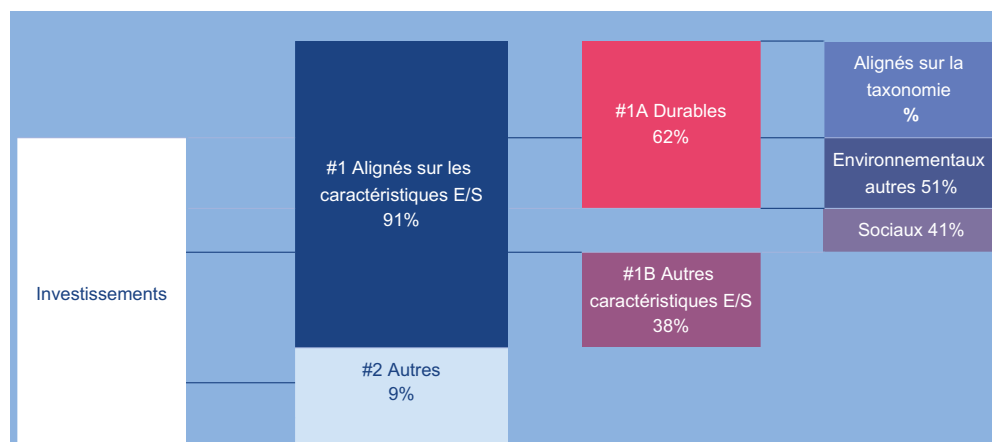 Investissements
#1 Alignés sur les
caractéristiques E/S
91%
#2 Autres
9%
#1A Durables
62%
#1B Autres
caractéristiques E/S
38%
Alignés sur la
taxonomie
%
Environnementaux
autres 51%
Sociaux 41%